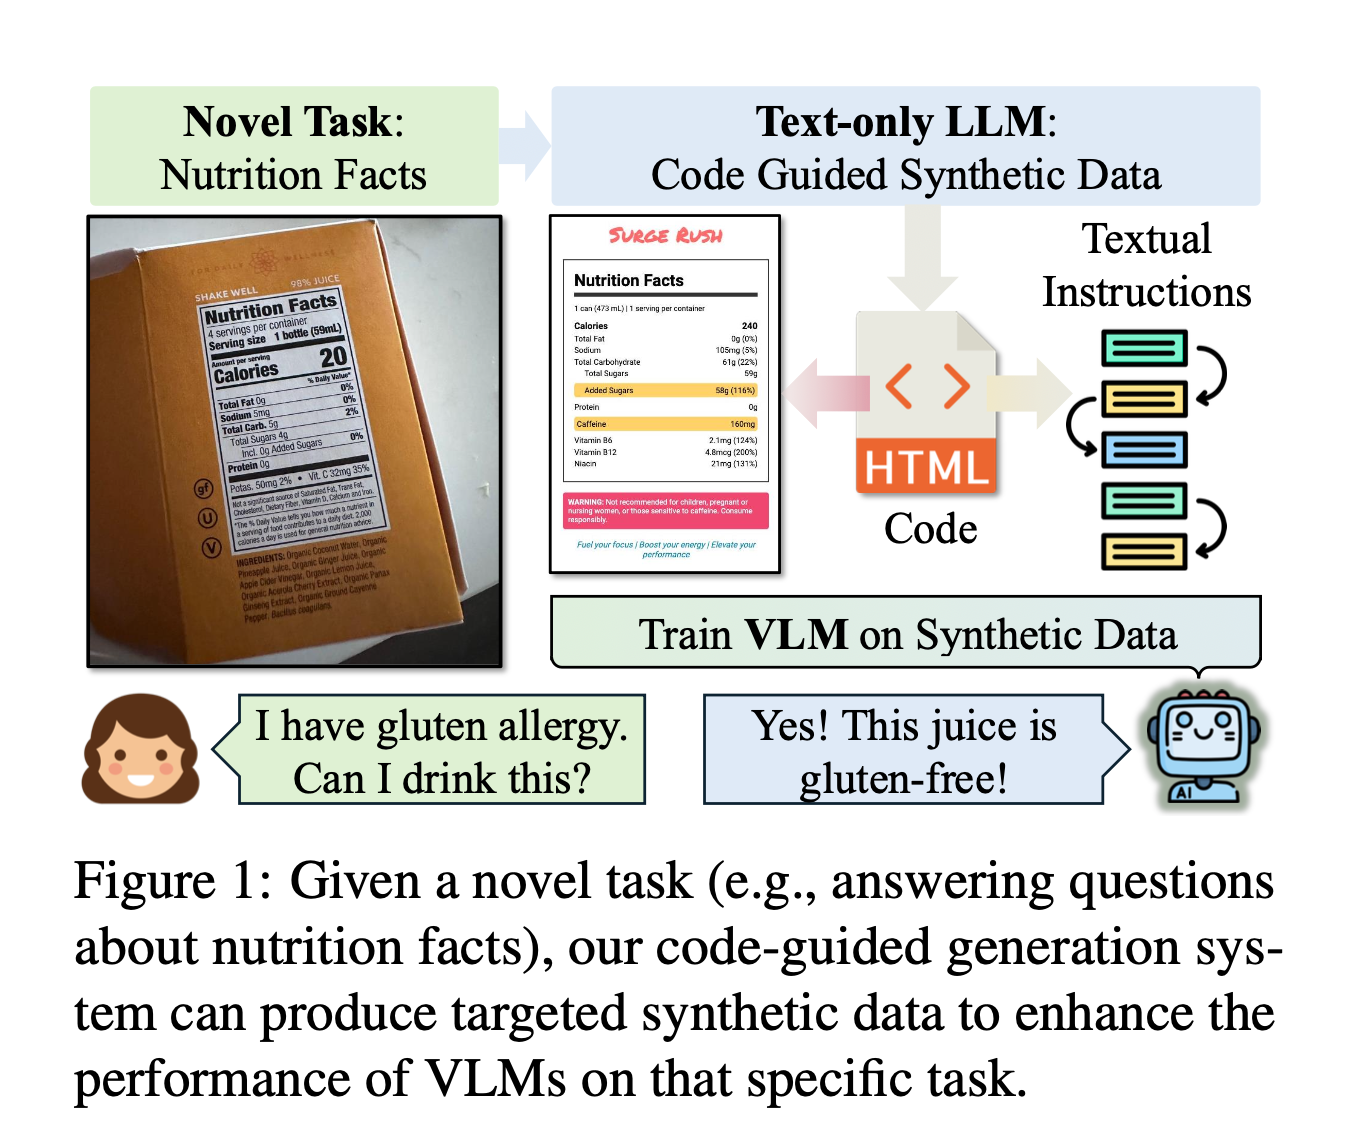 Novel Task:
Nutrition Facts
Text-only LLM:
Code Guided Synthetic Data
FOR DAILY WELLNESS
SHAKE WELL 98% JUICE
Nutrition Facts
4 servings per container
Serving size 1 bottle (59mL)
Amount per serving
Calories 20
% Daily Value*
Total Fat 0g 0%
Sodium 5mg 0%
Total Carb. 5g 2%
Total Sugars 4g
Incl. 0g Added Sugars 0%
Protein 0g
Potas. 50mg 2% • Vit. C 32mg 35%
Not a significant source of Saturated Fat, Trans Fat,
Cholesterol, Dietary Fiber, Vitamin D, Calcium and Iron.
*The % Daily Value tells you how much a nutrient in
a serving of food contributes to a daily diet. 2,000
calories a day is used for general nutrition advice.
gf
U
V
INGREDIENTS: Organic Coconut Water, Organic
Pineapple Juice, Organic Ginger Juice, Organic
Apple Cider Vinegar, Organic Lemon Juice,
Organic Acerola Cherry Extract, Organic Panax
Ginseng Extract, Organic Ground Cayenne
Pepper, Bacillus coagulans.
SURGE RUSH
Nutrition Facts
1 can (473 mL) | 1 serving per container
Calories 240
Total Fat 0g (0%)
Sodium 105mg (5%)
Total Carbohydrate 61g (22%)
Total Sugars 59g
Added Sugars 58g (116%)
Protein 0g
Caffeine 160mg
Vitamin B6 2.1mg (124%)
Vitamin B12 4.8mcg (200%)
Niacin 21mg (131%)
WARNING: Not recommended for children, pregnant or
nursing women, or those sensitive to caffeine. Consume
responsibly.
Fuel your focus | Boost your energy | Elevate your
performance
HTML
Code
Textual
Instructions
Train VLM on Synthetic Data
I have gluten allergy.
Can I drink this?
Yes! This juice is
gluten-free!
AI
Figure 1: Given a novel task (e.g., answering questions
about nutrition facts), our code-guided generation sys-
tem can produce targeted synthetic data to enhance the
performance of VLMs on that specific task.